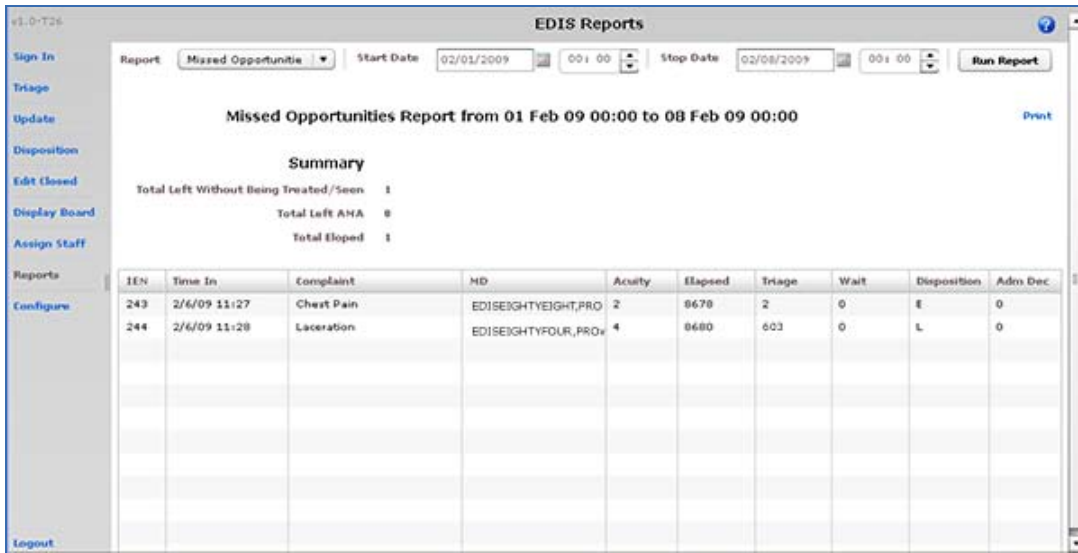 v1.0-T26
EDIS Reports
?
Sign In
Triage
Update
Disposition
Edit Closed
Display Board
Assign Staff
Reports
Configure
Logout
Report Missed Opportunitie Start Date 02/01/2009 00: 00 Stop Date 02/08/2009 00: 00 Run Report
Missed Opportunities Report from 01 Feb 09 00:00 to 08 Feb 09 00:00
Print
Summary
Total Left Without Being Treated/Seen 1
Total Left AMA 0
Total Eloped 1
IEN Time In Complaint MD Acuity Elapsed Triage Wait Disposition Adm Dec
243 2/6/09 11:27 Chest Pain EDISEIGHTYEIGHT,PRO 2 8678 2 0 E 0
244 2/6/09 11:28 Laceration EDISEIGHTYFOUR,PROV 4 8680 603 0 L 0